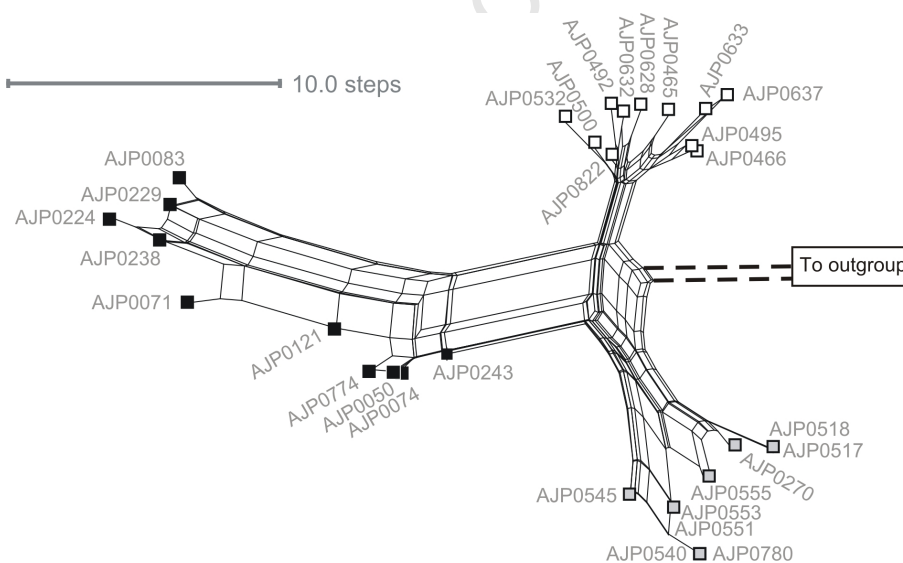 10.0 steps
AJP0532
AJP0500
AJP0492
AJP0632
AJP0628
AJP0465
AJP0633
AJP0637
AJP0495
AJP0466
AJP0822
AJP0083
AJP0229
AJP0224
AJP0238
AJP0071
AJP0121
AJP0774
AJP0050
AJP0074
AJP0243
To outgroup
AJP0518
AJP0517
AJP0270
AJP0555
AJP0545
AJP0553
AJP0551
AJP0540
AJP0780